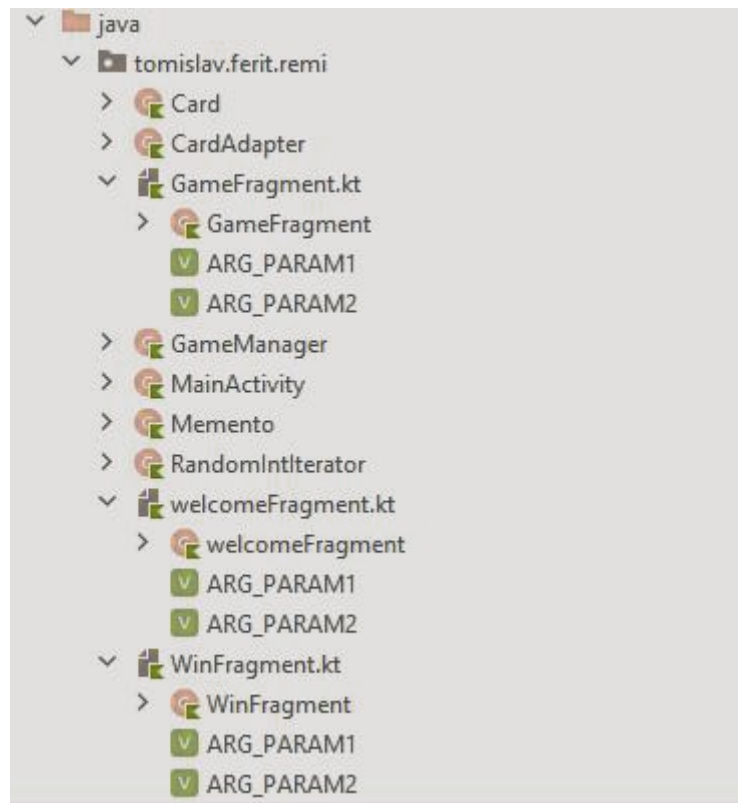 java
tomislav.ferit.remi
Card
CardAdapter
GameFragment.kt
GameFragment
V ARG_PARAM1
V ARG_PARAM2
GameManager
MainActivity
Memento
RandomIntIterator
welcomeFragment.kt
welcomeFragment
V ARG_PARAM1
V ARG_PARAM2
WinFragment.kt
WinFragment
V ARG_PARAM1
V ARG_PARAM2